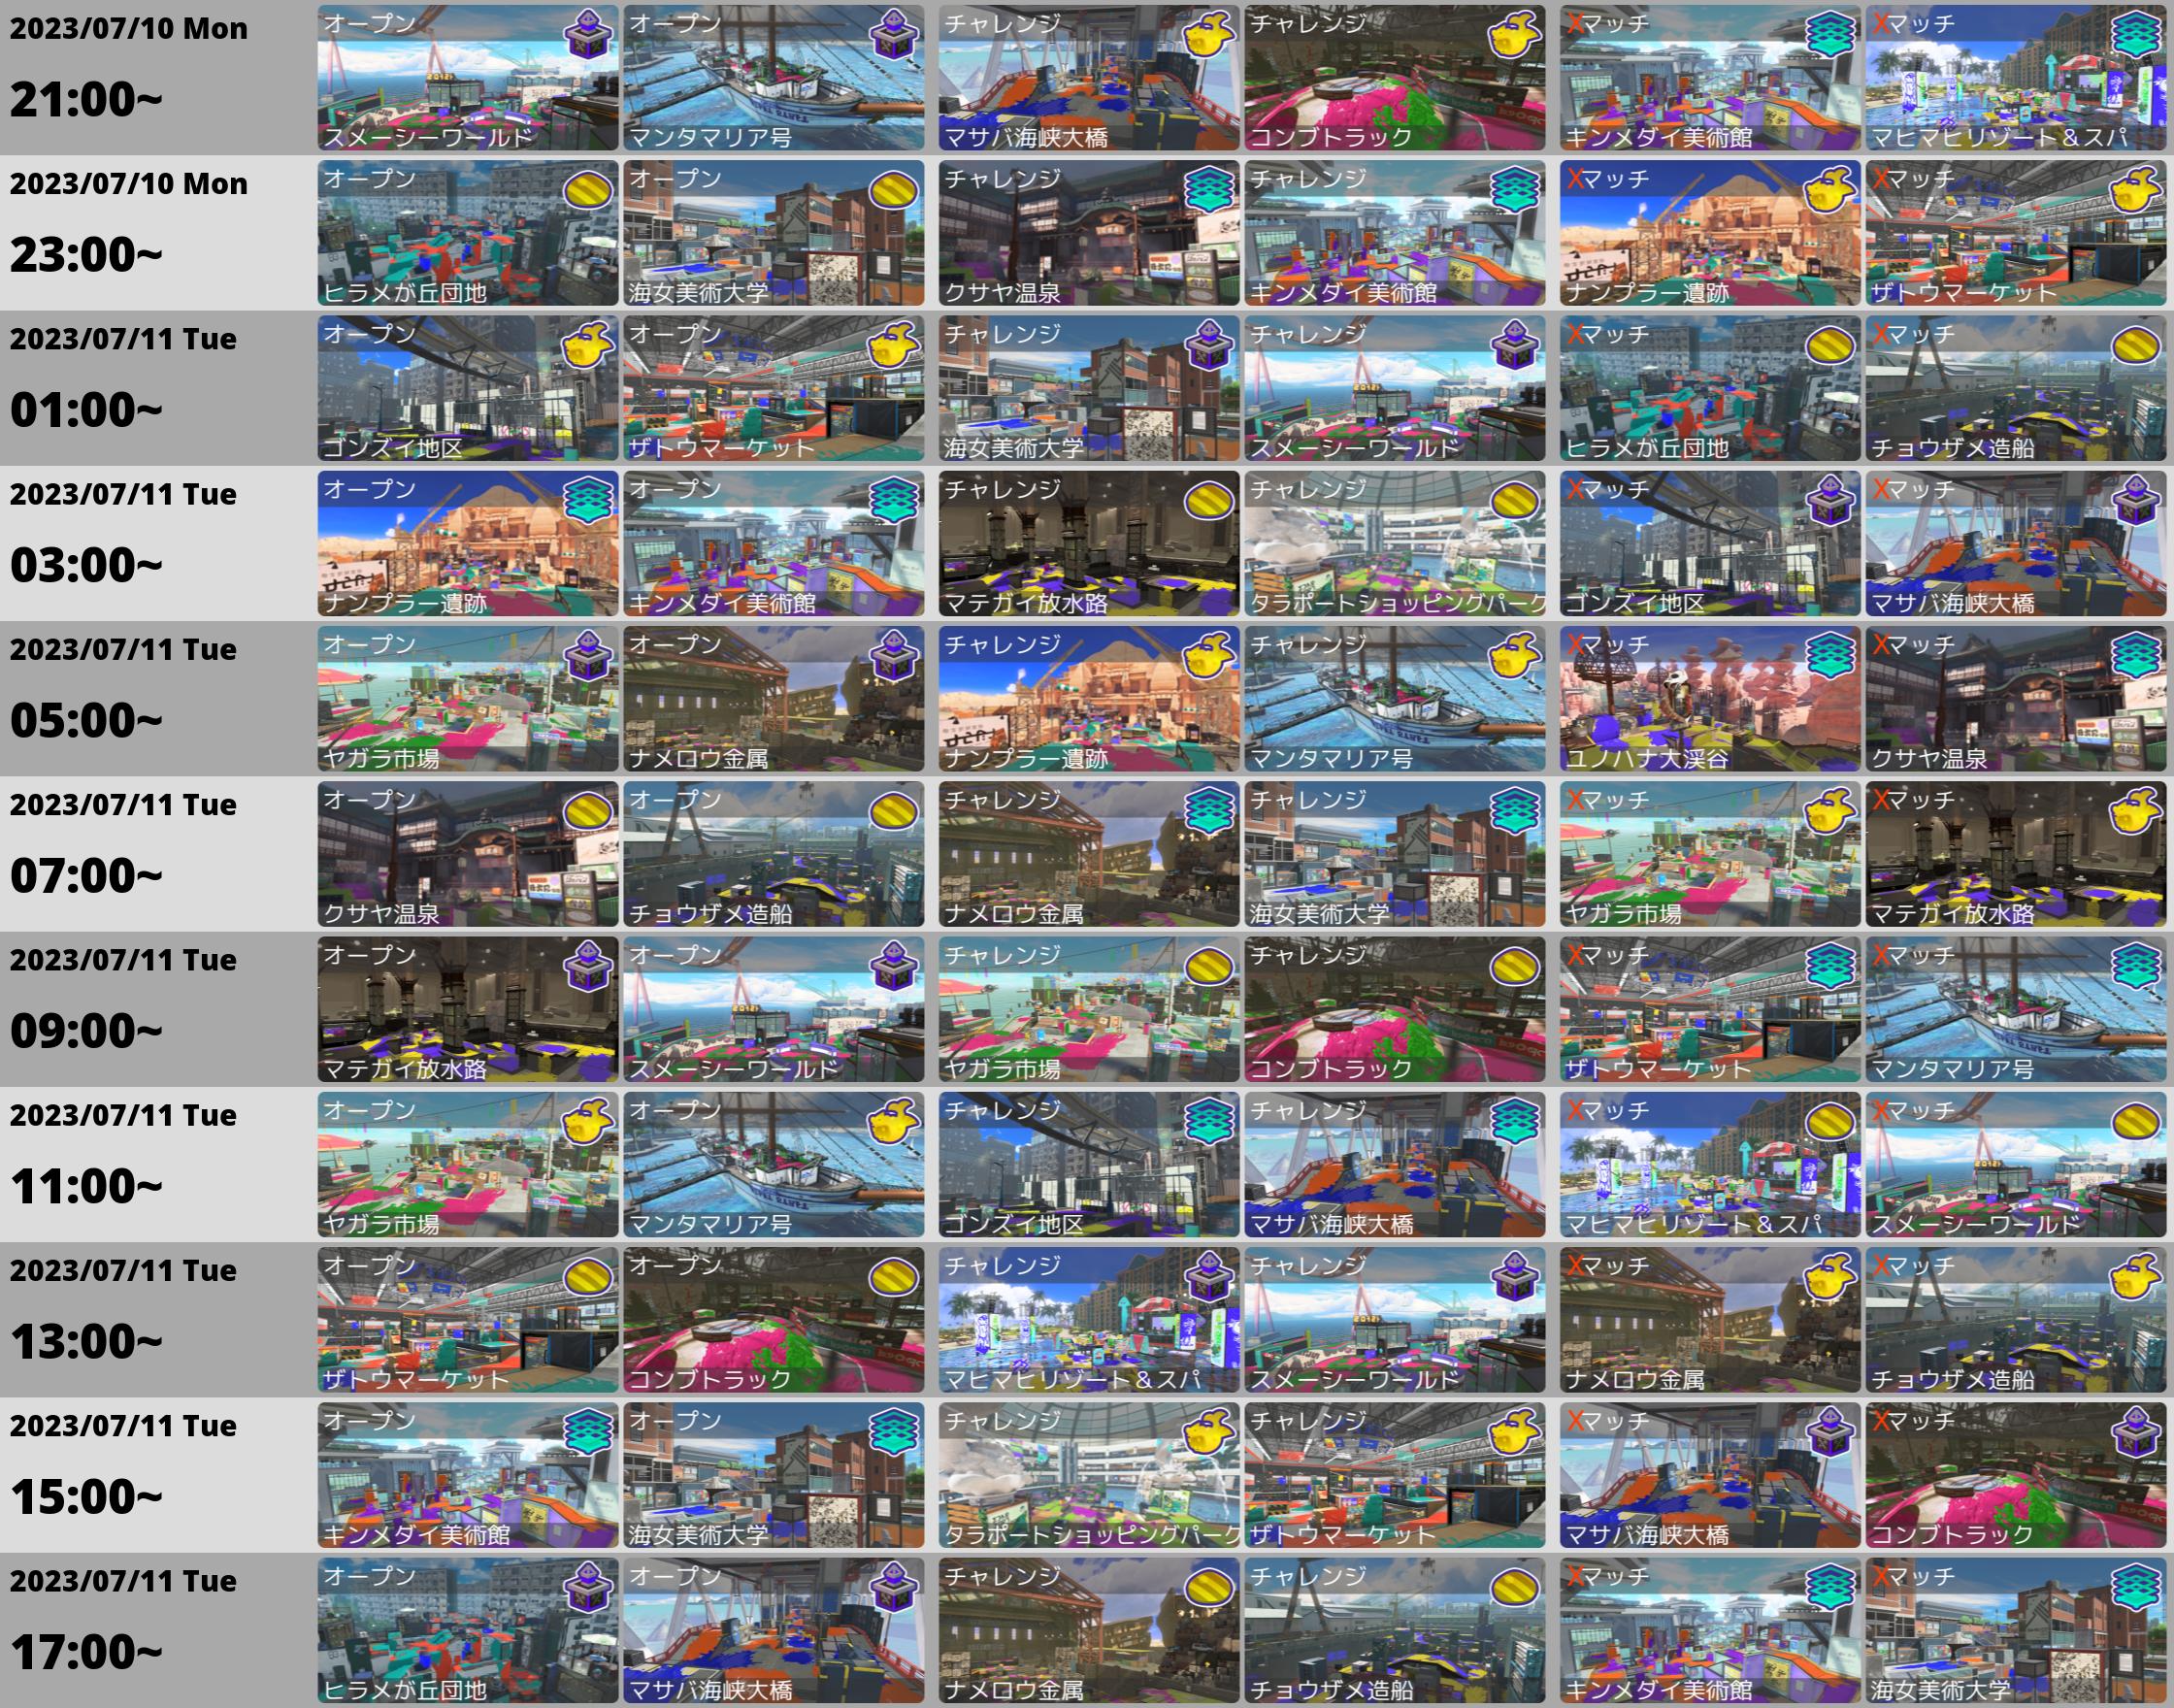 2023/07/10 Mon
21:00~
オープン オープン チャレンジ チャレンジ Xマッチ Xマッチ
スメーシーワールド マンタマリア号 マサバ海峡大橋 コンブトラック キンメダイ美術館 マヒマヒリゾート＆スパ
2023/07/10 Mon
23:00~
オープン オープン チャレンジ チャレンジ Xマッチ Xマッチ
ヒラメが丘団地 海女美術大学 クサヤ温泉 キンメダイ美術館 ナンプラー遺跡 ザトウマーケット
2023/07/11 Tue
01:00~
オープン オープン チャレンジ チャレンジ Xマッチ Xマッチ
ゴンズイ地区 ザトウマーケット 海女美術大学 スメーシーワールド ヒラメが丘団地 チョウザメ造船
2023/07/11 Tue
03:00~
オープン オープン チャレンジ チャレンジ Xマッチ Xマッチ
ナンプラー遺跡 キンメダイ美術館 マテガイ放水路 タラポートショッピングパーク ゴンズイ地区 マサバ海峡大橋
2023/07/11 Tue
05:00~
オープン オープン チャレンジ チャレンジ Xマッチ Xマッチ
ヤガラ市場 ナメロウ金属 ナンプラー遺跡 マンタマリア号 ユノハナ大渓谷 クサヤ温泉
2023/07/11 Tue
07:00~
オープン オープン チャレンジ チャレンジ Xマッチ Xマッチ
クサヤ温泉 チョウザメ造船 ナメロウ金属 海女美術大学 ヤガラ市場 マテガイ放水路
2023/07/11 Tue
09:00~
オープン オープン チャレンジ チャレンジ Xマッチ Xマッチ
マテガイ放水路 スメーシーワールド ヤガラ市場 コンブトラック ザトウマーケット マンタマリア号
2023/07/11 Tue
11:00~
オープン オープン チャレンジ チャレンジ Xマッチ Xマッチ
ヤガラ市場 マンタマリア号 ゴンズイ地区 マサバ海峡大橋 マヒマヒリゾート＆スパ スメーシーワールド
2023/07/11 Tue
13:00~
オープン オープン チャレンジ チャレンジ Xマッチ Xマッチ
ザトウマーケット コンブトラック マヒマヒリゾート＆スパ スメーシーワールド ナメロウ金属 チョウザメ造船
2023/07/11 Tue
15:00~
オープン オープン チャレンジ チャレンジ Xマッチ Xマッチ
キンメダイ美術館 海女美術大学 タラポートショッピングパーク ザトウマーケット マサバ海峡大橋 コンブトラック
2023/07/11 Tue
17:00~
オープン オープン チャレンジ チャレンジ Xマッチ Xマッチ
ヒラメが丘団地 マサバ海峡大橋 ナメロウ金属 チョウザメ造船 キンメダイ美術館 海女美術大学